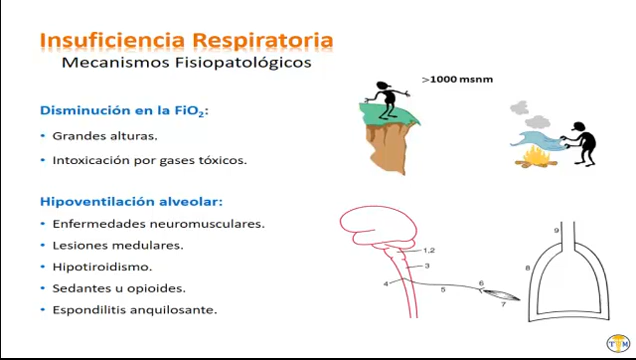 Insuficiencia Respiratoria
Mecanismos Fisiopatológicos
>1000 msnm
Disminución en la FiO₂:
• Grandes alturas.
• Intoxicación por gases tóxicos.
Hipoventilación alveolar:
• Enfermedades neuromusculares.
• Lesiones medulares.
• Hipotiroidismo.
• Sedantes u opioides.
• Espondilitis anquilosante.
9
1,2
3
8
4
5
6
7
T M